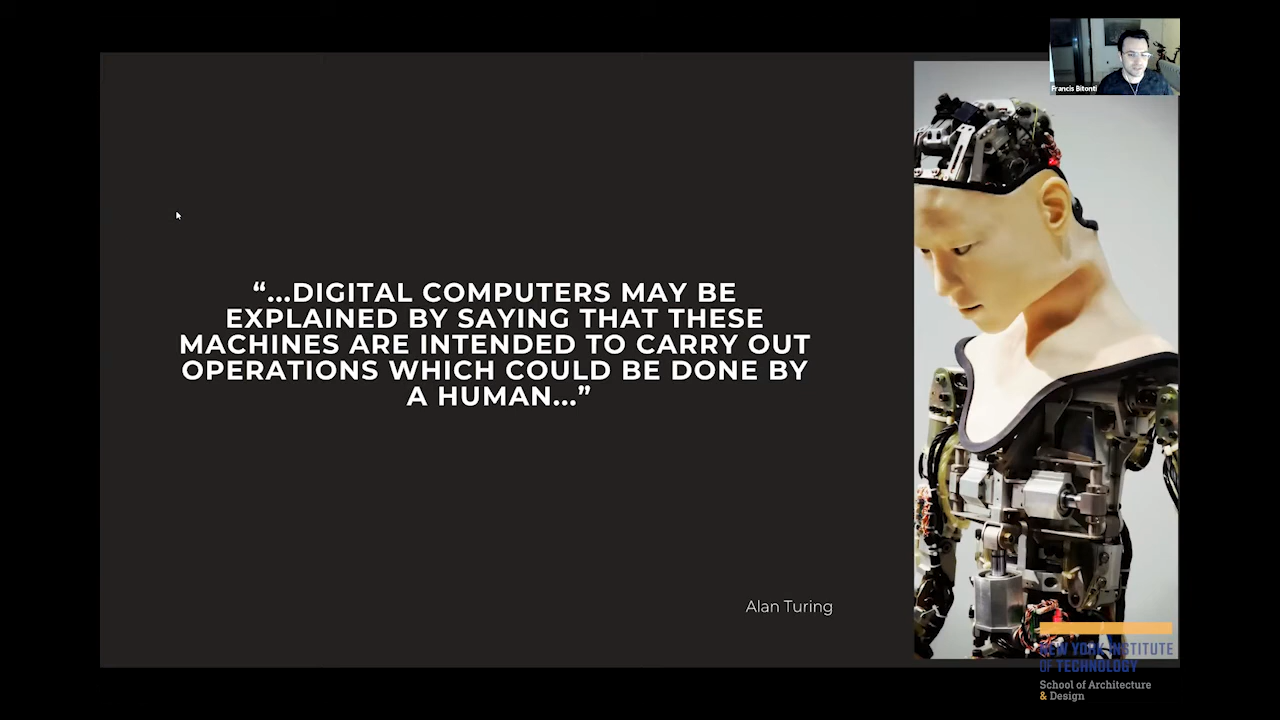 Francis Bitonti
“...DIGITAL COMPUTERS MAY BE
EXPLAINED BY SAYING THAT THESE
MACHINES ARE INTENDED TO CARRY OUT
OPERATIONS WHICH COULD BE DONE BY
A HUMAN...”
Alan Turing
NEW YORK INSTITUTE
OF TECHNOLOGY
School of Architecture
& Design